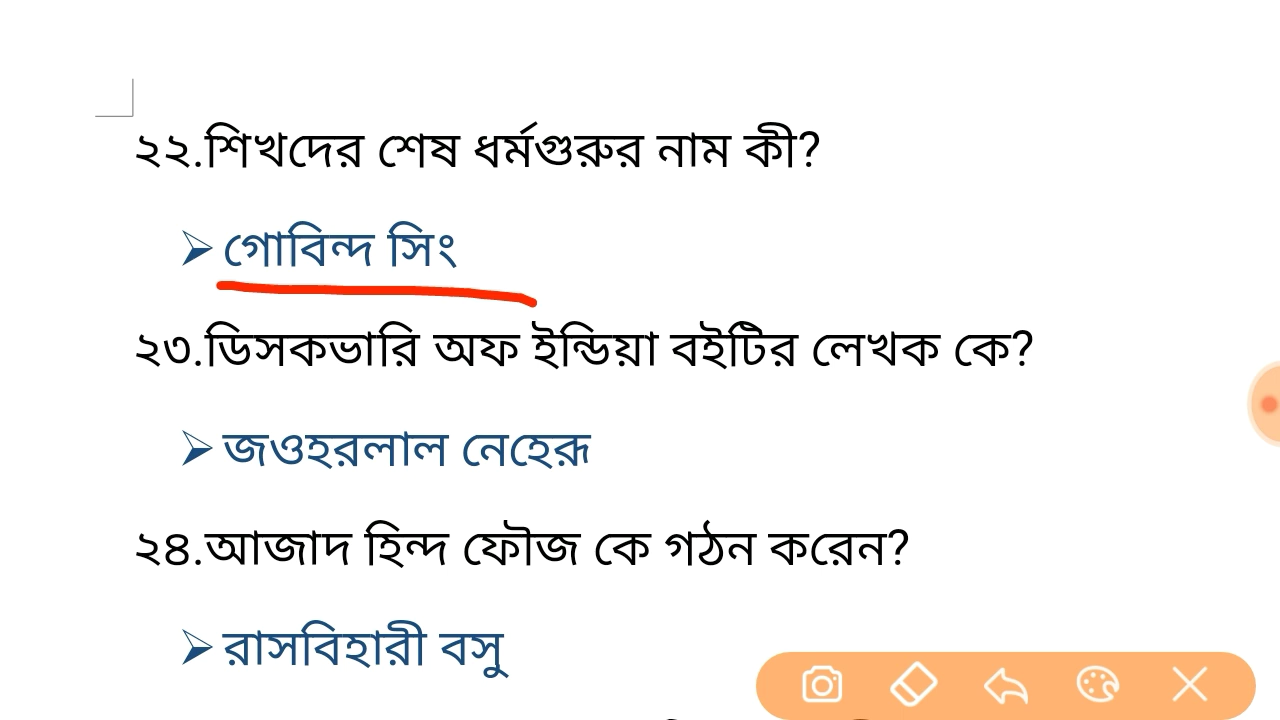 ২২.শিখদের শেষ ধর্মগুরুর নাম কী?
➢ গোবিন্দ সিং
২৩.ডিসকভারি অফ ইন্ডিয়া বইটির লেখক কে?
➢ জওহরলাল নেহেরূ
২৪.আজাদ হিন্দ ফৌজ কে গঠন করেন?
➢ রাসবিহারী বসু